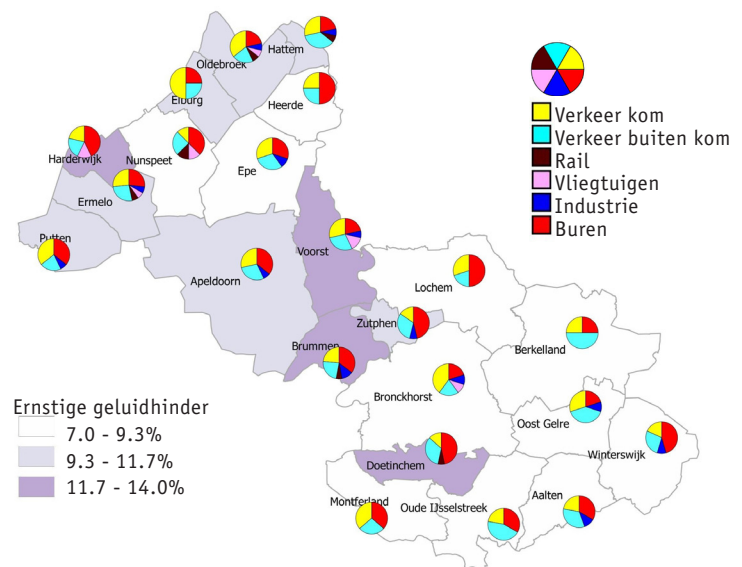 Oldebroek
Hattem
Elburg
Heerde
Harderwijk
Nunspeet
Epe
Ermelo
Putten
Voorst
Apeldoorn
Lochem
Zutphen
Brummen
Berkelland
Bronckhorst
Oost Gelre
Winterswijk
Doetinchem
Aalten
Montferland
Oude IJsselstreek
Verkeer kom
Verkeer buiten kom
Rail
Vliegtuigen
Industrie
Buren
Ernstige geluidhinder
7.0 - 9.3%
9.3 - 11.7%
11.7 - 14.0%